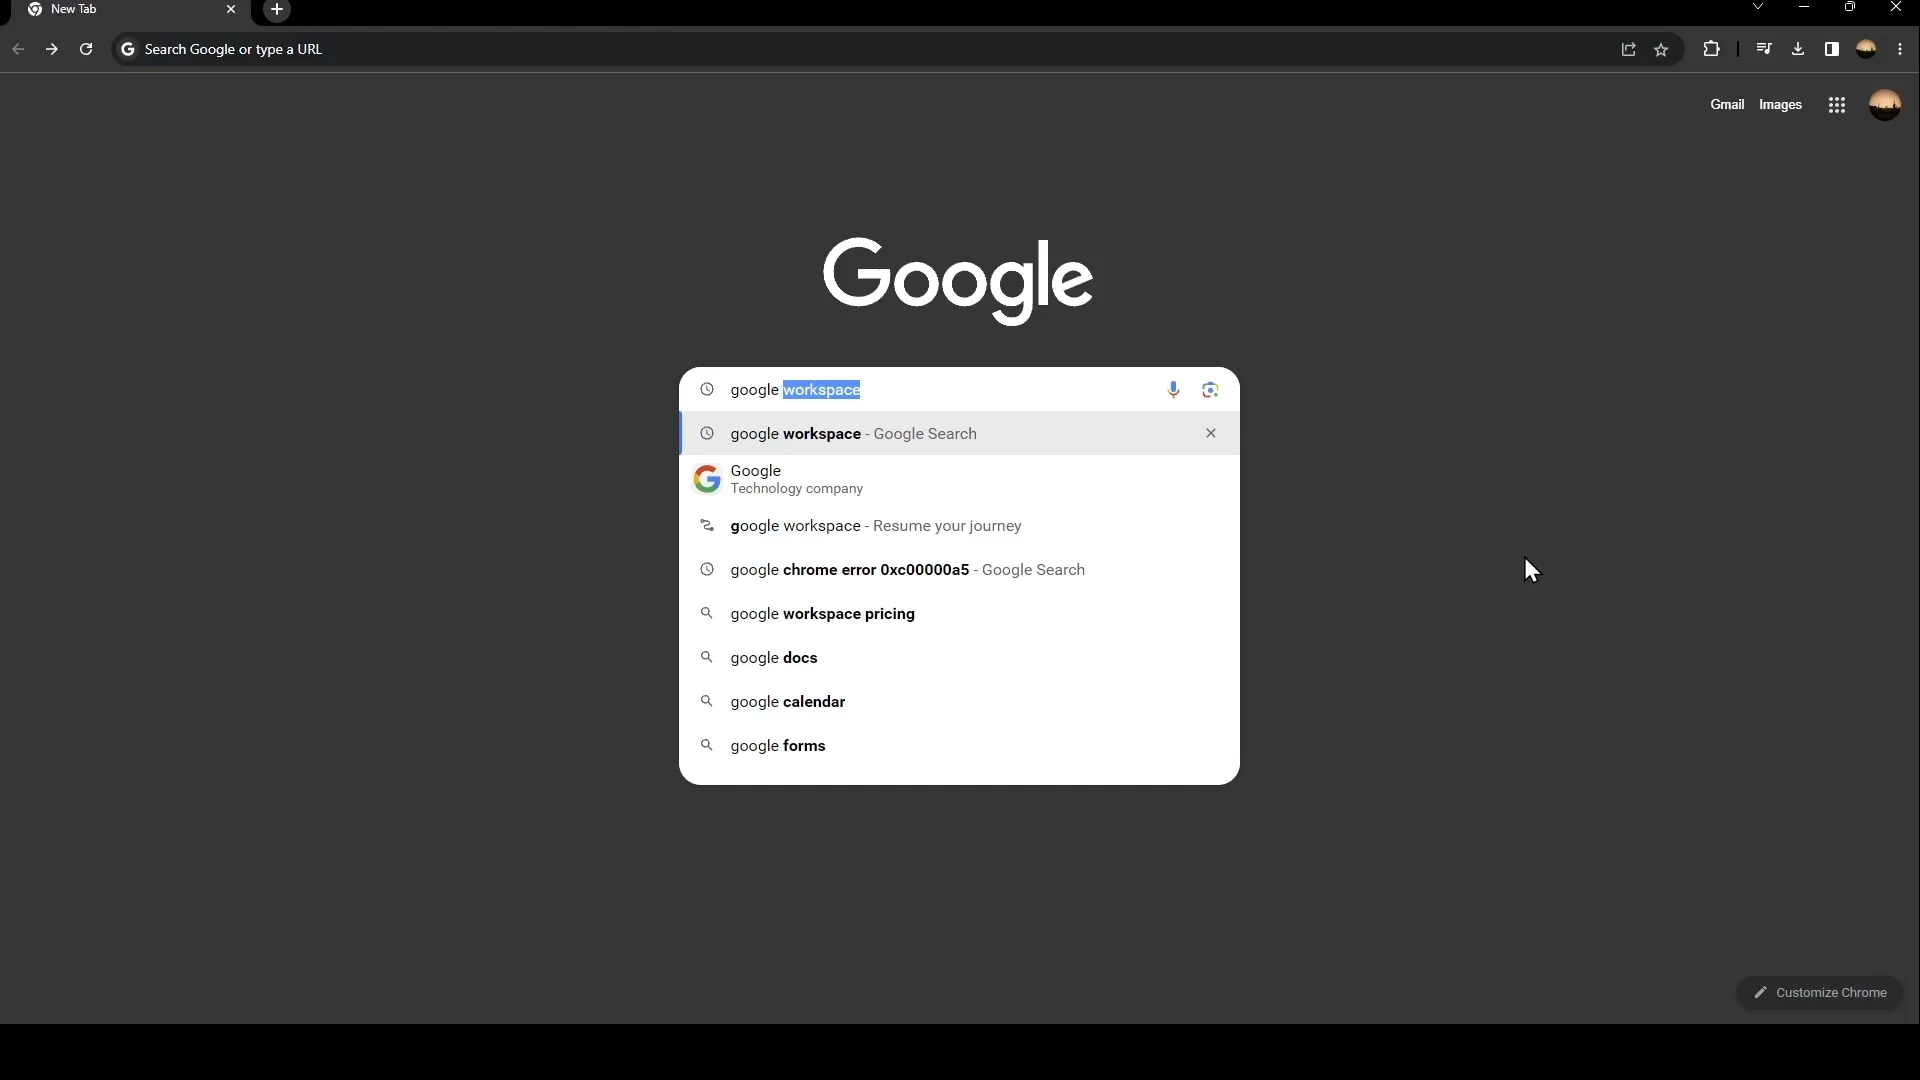 New Tab
Search Google or type a URL
Gmail Images
Google
google workspace
google workspace - Google Search
Google
Technology company
google workspace - Resume your journey
google chrome error 0xc00000a5 - Google Search
google workspace pricing
google docs
google calendar
google forms
Customize Chrome